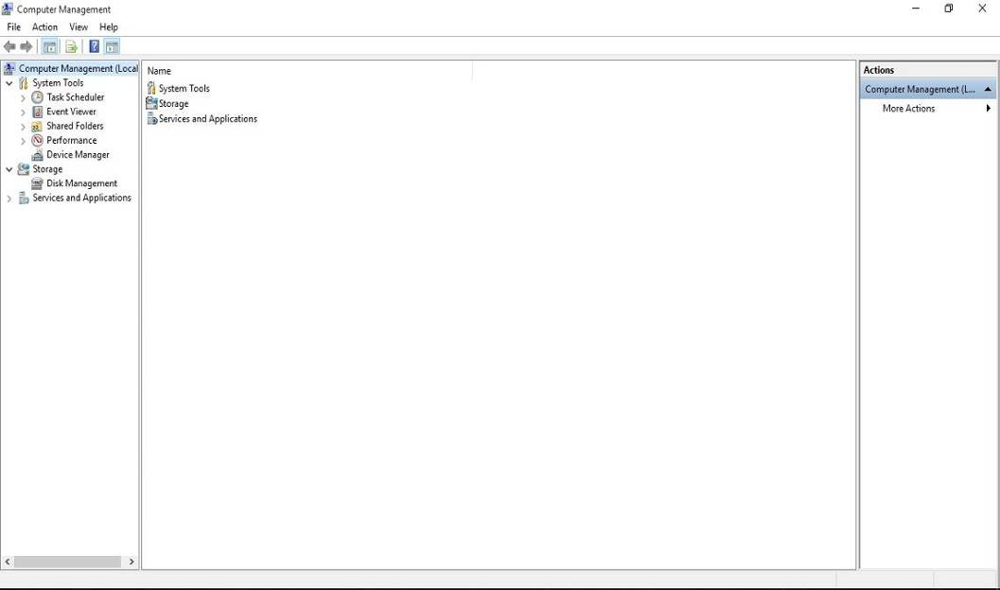 Computer Management
File Action View Help
?
Computer Management (Local
System Tools
Task Scheduler
Event Viewer
Shared Folders
Performance
Device Manager
Storage
Disk Management
Services and Applications
Name
System Tools
Storage
Services and Applications
Actions
Computer Management (L...
More Actions